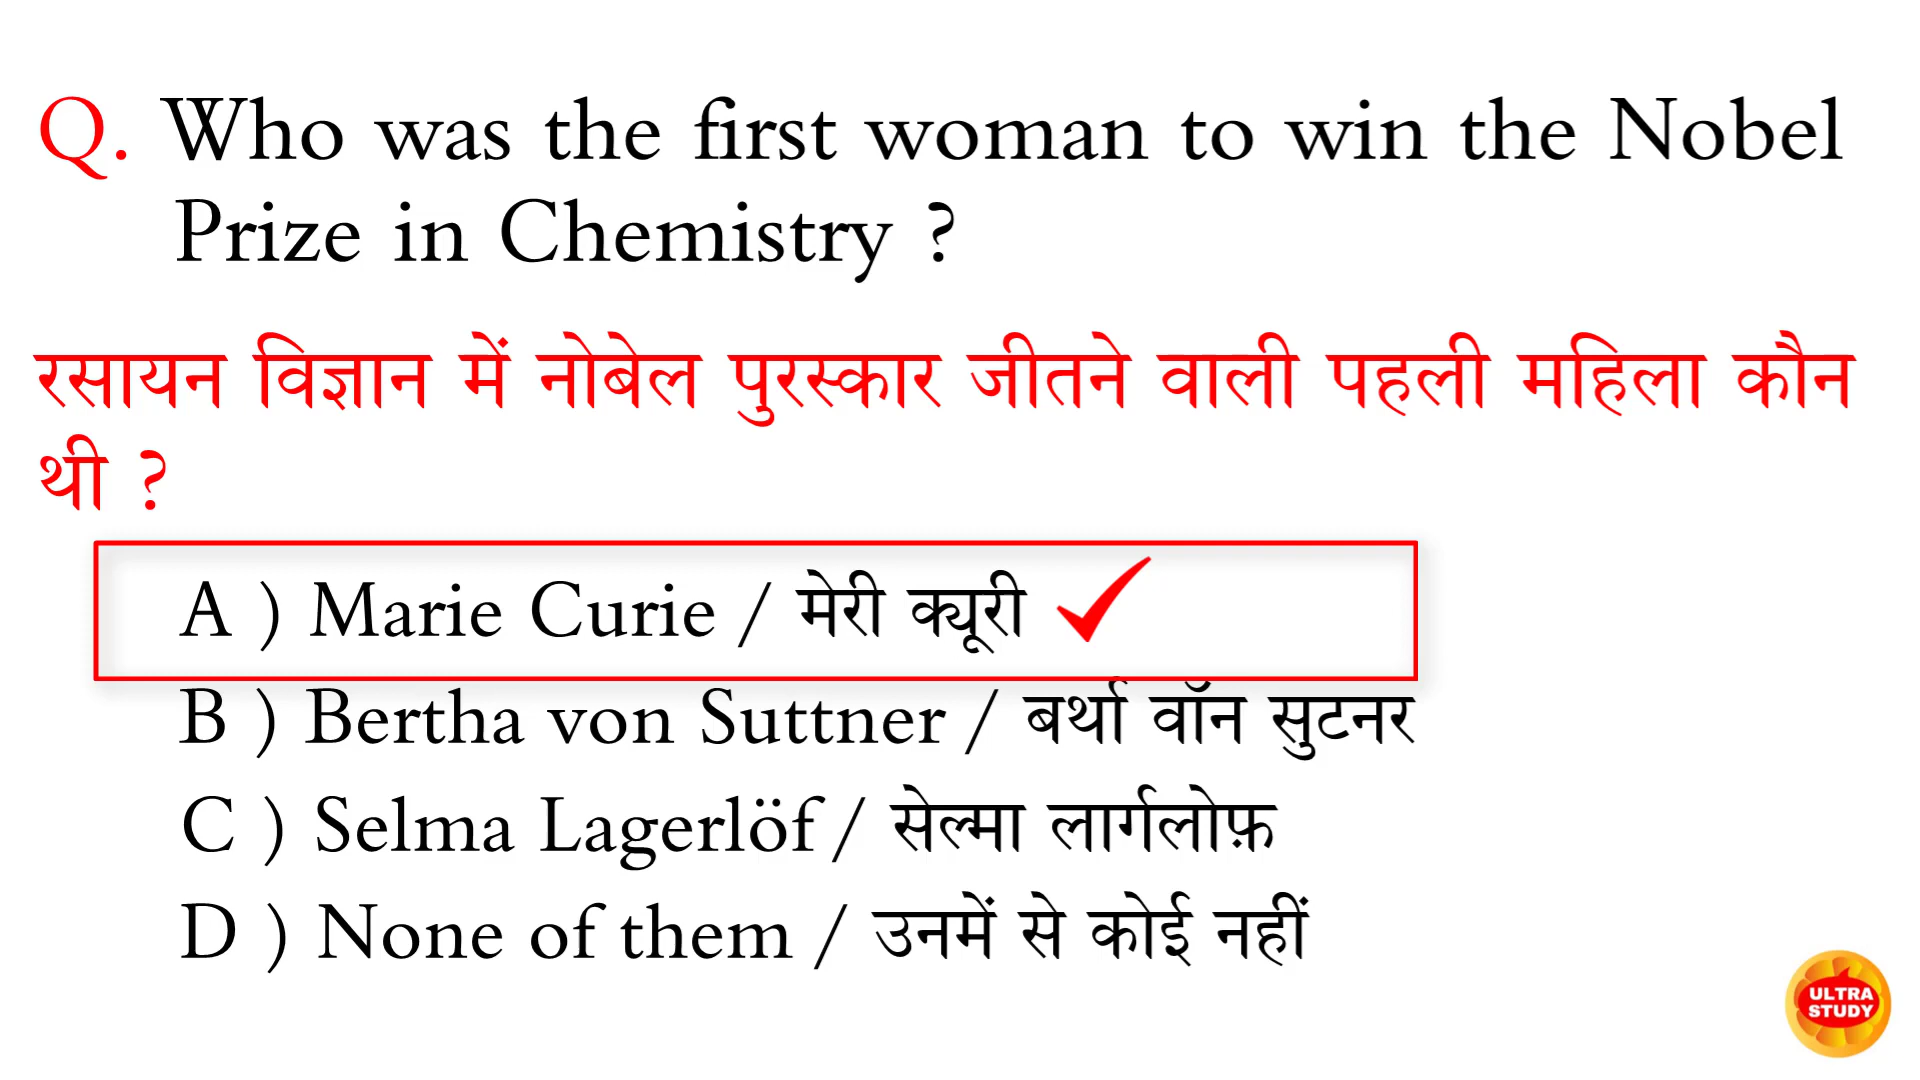 Q. Who was the first woman to win the Nobel
Prize in Chemistry ?
रसायन विज्ञान में नोबेल पुरस्कार जीतने वाली पहली महिला कौन
थी ?
A ) Marie Curie / मेरी क्यूरी
B ) Bertha von Suttner / बर्था वॉन सुटनर
C ) Selma Lagerlöf / सेल्मा लार्गलोफ़
D ) None of them / उनमें से कोई नहीं
ULTRA
STUDY